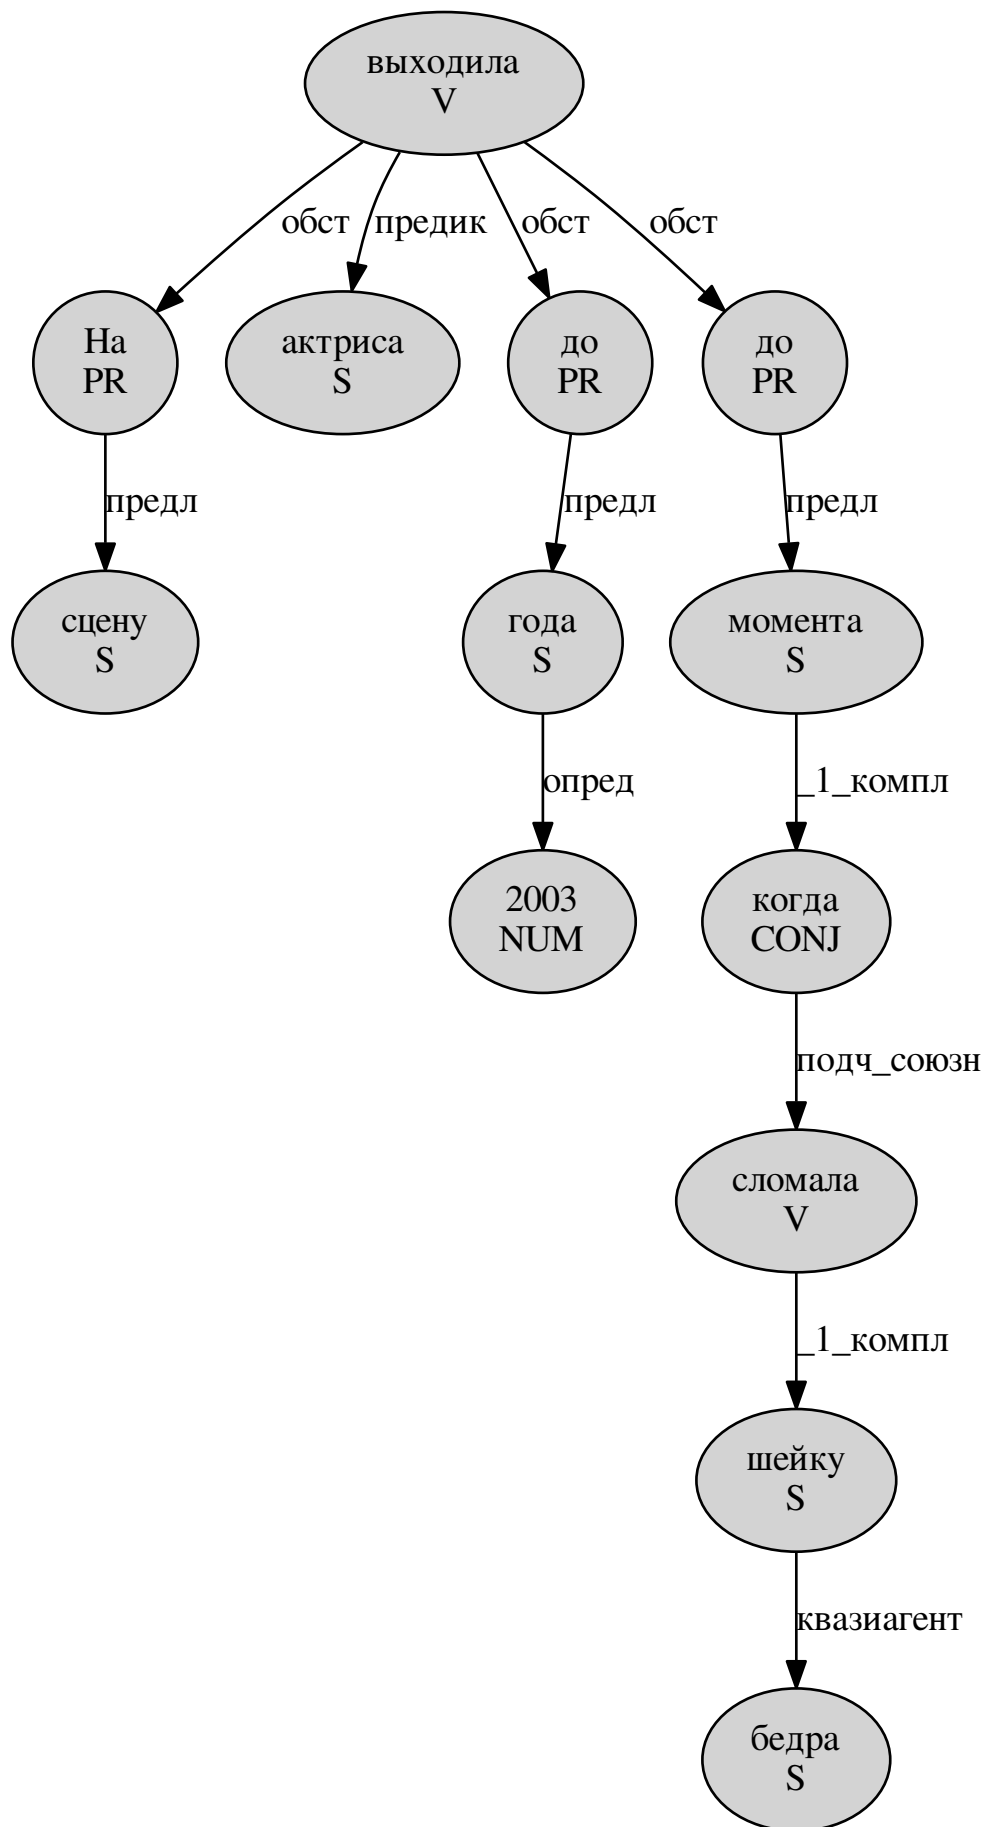 выходила
V
обст предик обст обст
На актриса до до
PR S PR PR
предл предл предл
сцену года момента
S S S
опред _1_компл
2003 когда
NUM CONJ
подч_союзн
сломала
V
_1_компл
шейку
S
квазиагент
бедра
S